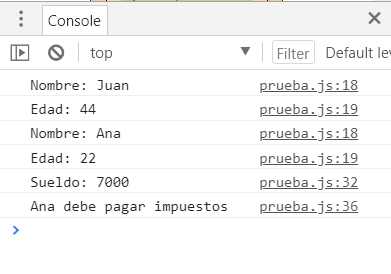 Console
top
Filter
Default lev
Nombre: Juan prueba.js:18
Edad: 44 prueba.js:19
Nombre: Ana prueba.js:18
Edad: 22 prueba.js:19
Sueldo: 7000 prueba.js:32
Ana debe pagar impuestos prueba.js:36